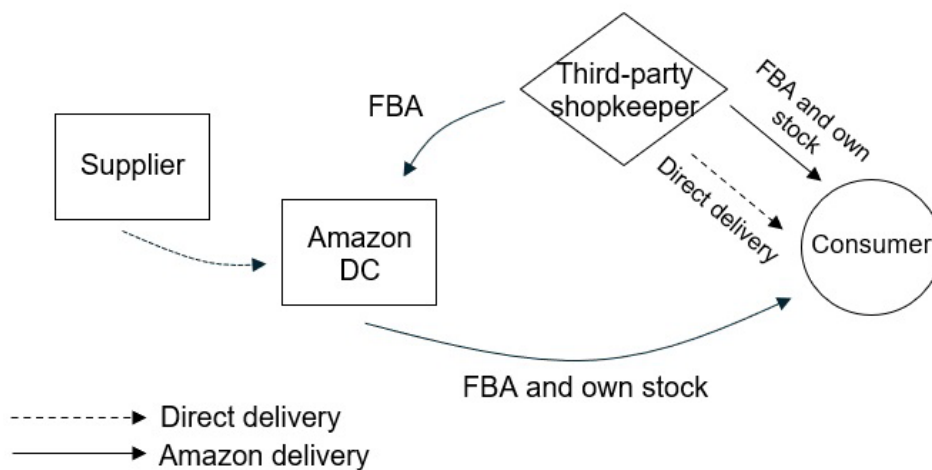 Third-party
shopkeeper
FBA and own
stock
FBA
Supplier
Direct delivery
Amazon
DC
Consumer
FBA and own stock
Direct delivery
Amazon delivery